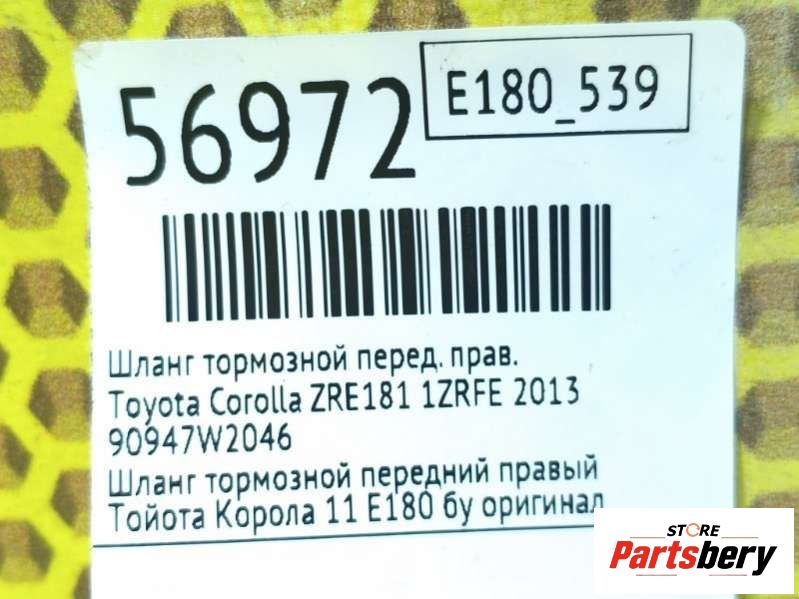 56972
E180_539
Шланг тормозной перед. прав.
Toyota Corolla ZRE181 1ZRFE 2013
90947W2046
Шланг тормозной передний правый
Тойота Корола 11 E180 бу оригинал
STORE
Partsbery